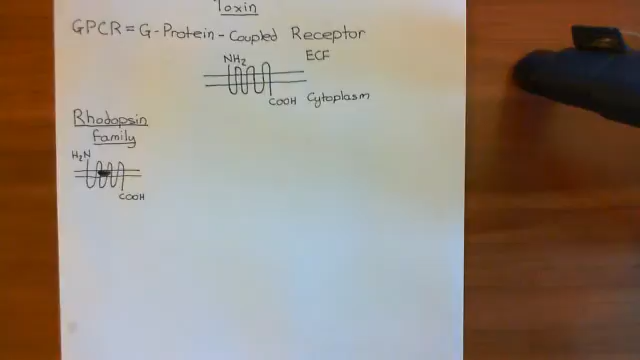 Toxin
GPCR = G-Protein-Coupled Receptor
NH₂
ECF
COOH Cytoplasm
Rhodopsin
Family
H₂N
COOH